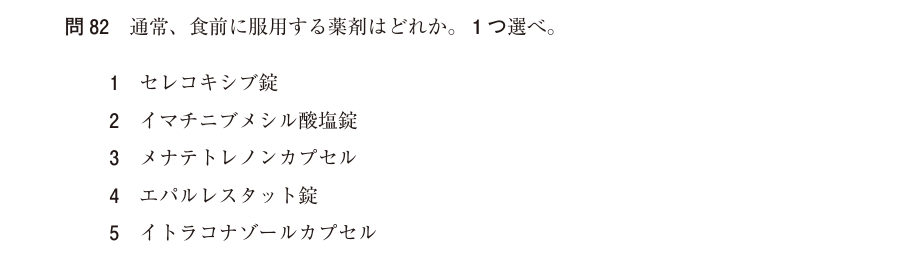 問 82　通常、食前に服用する薬剤はどれか。1つ選べ。
1　セレコキシブ錠
2　イマチニブメシル酸塩錠
3　メナテトレノンカプセル
4　エパルレスタット錠
5　イトラコナゾールカプセル